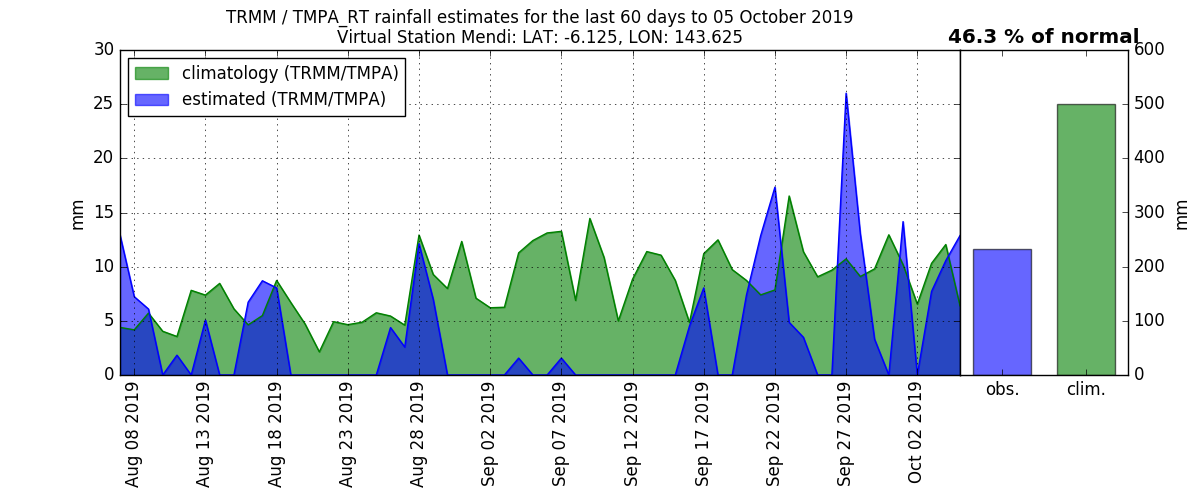 TRMM / TMPA_RT rainfall estimates for the last 60 days to 05 October 2019
Virtual Station Mendi: LAT: -6.125, LON: 143.625
46.3 % of normal
climatology (TRMM/TMPA)
estimated (TRMM/TMPA)
30
25
20
15
10
5
0
mm
600
500
400
300
200
100
0
mm
Aug 08 2019
Aug 13 2019
Aug 18 2019
Aug 23 2019
Aug 28 2019
Sep 02 2019
Sep 07 2019
Sep 12 2019
Sep 17 2019
Sep 22 2019
Sep 27 2019
Oct 02 2019
obs.
clim.